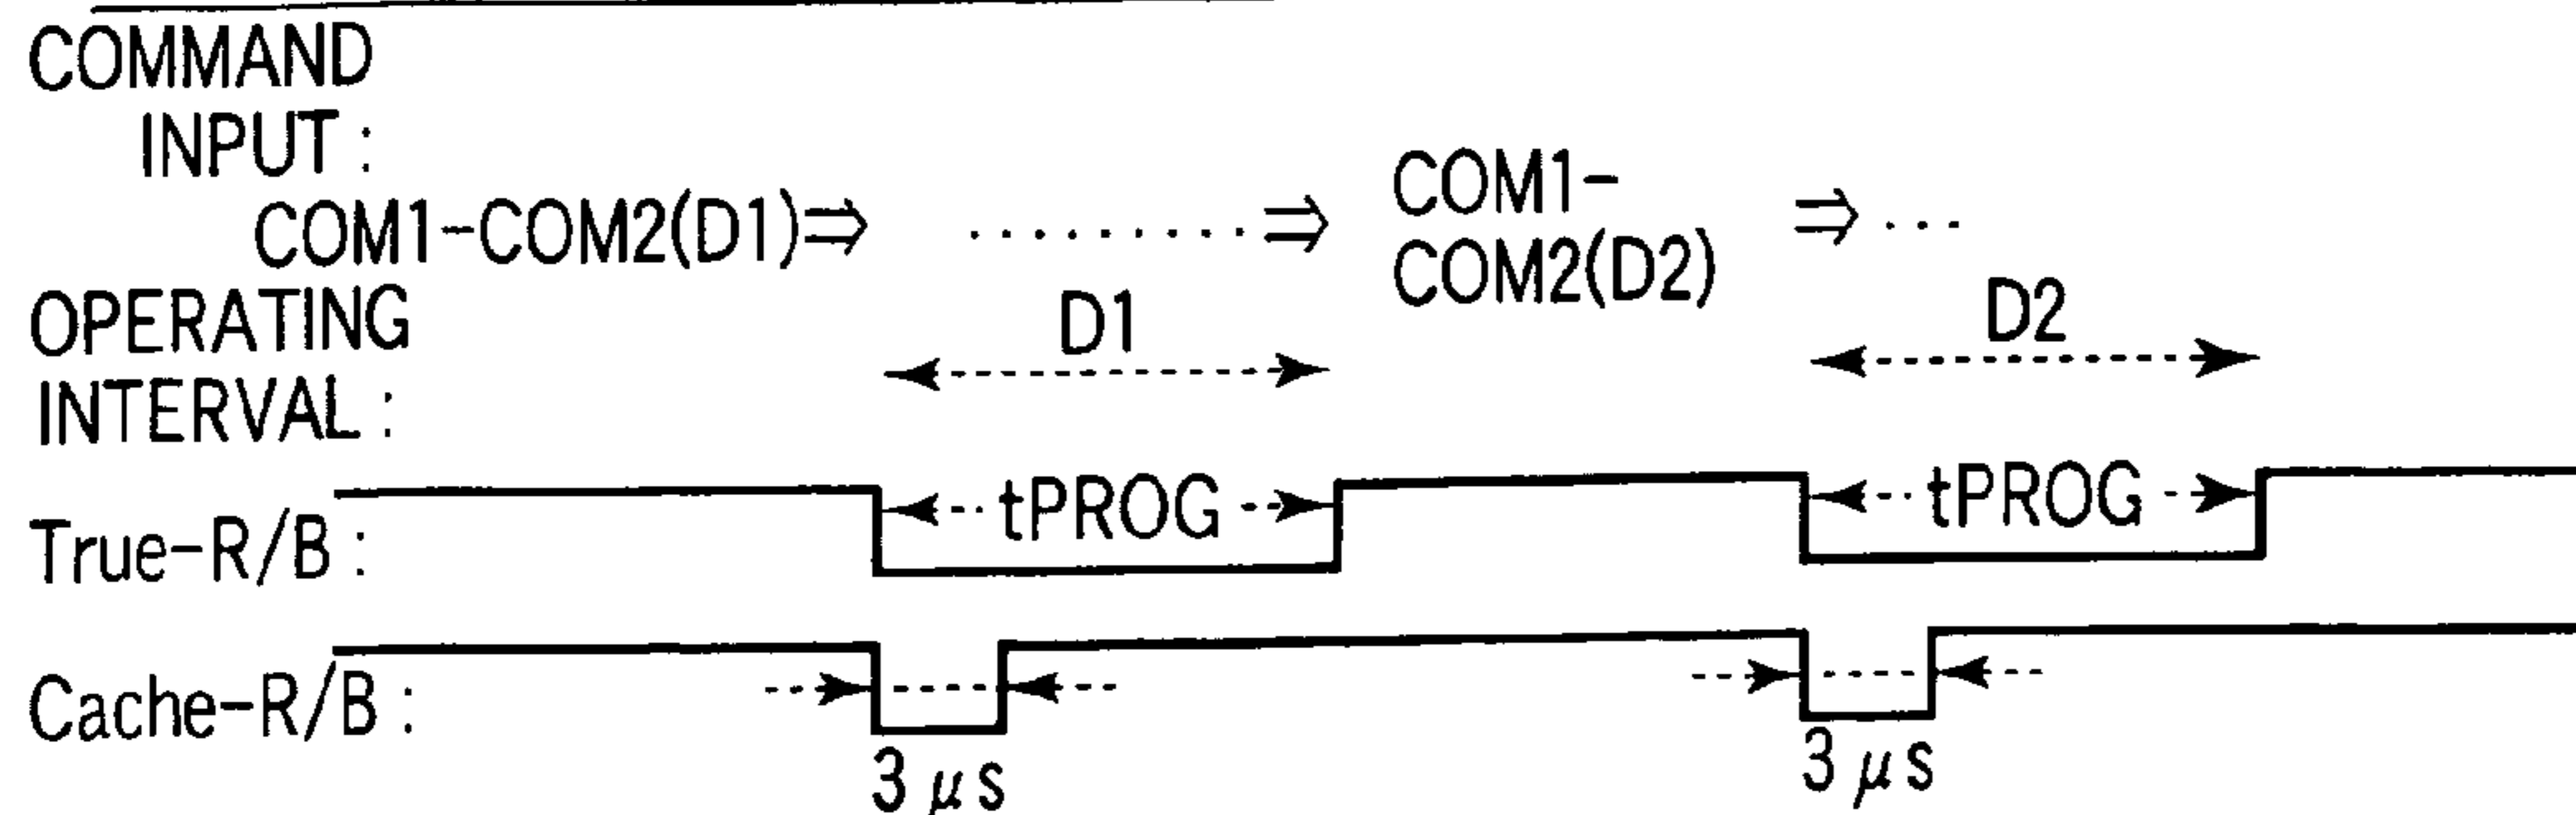 COMMAND
INPUT :
COM1-COM2(D1)⇒ ·········⇒ COM1-
COM2(D2) ⇒···
OPERATING
INTERVAL :
D1
D2
True-R/B :
tPROG
tPROG
Cache-R/B :
3 μs
3 μs